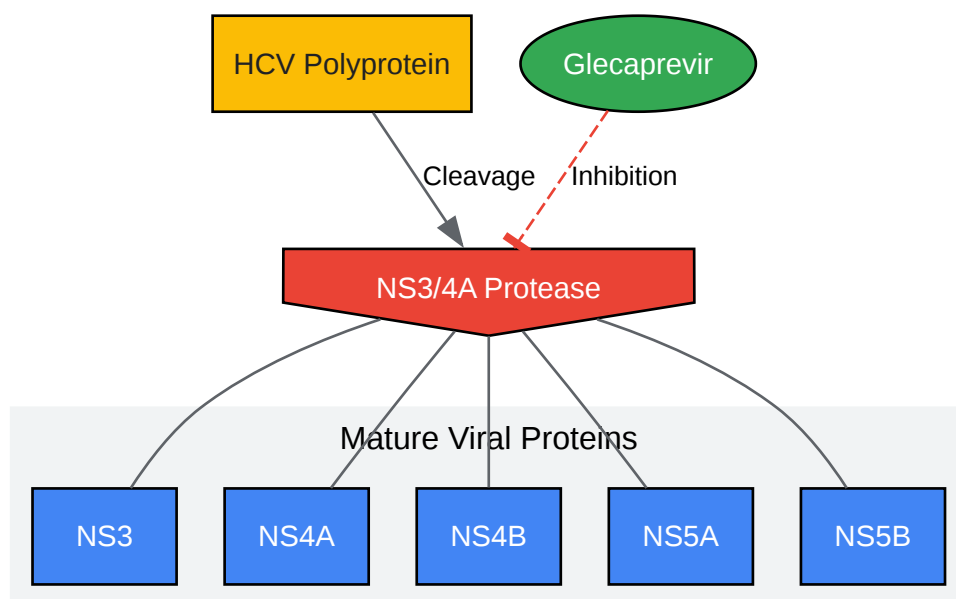 HCV Polyprotein
Glecaprevir
Cleavage
Inhibition
NS3/4A Protease
Mature Viral Proteins
NS3
NS4A
NS4B
NS5A
NS5B